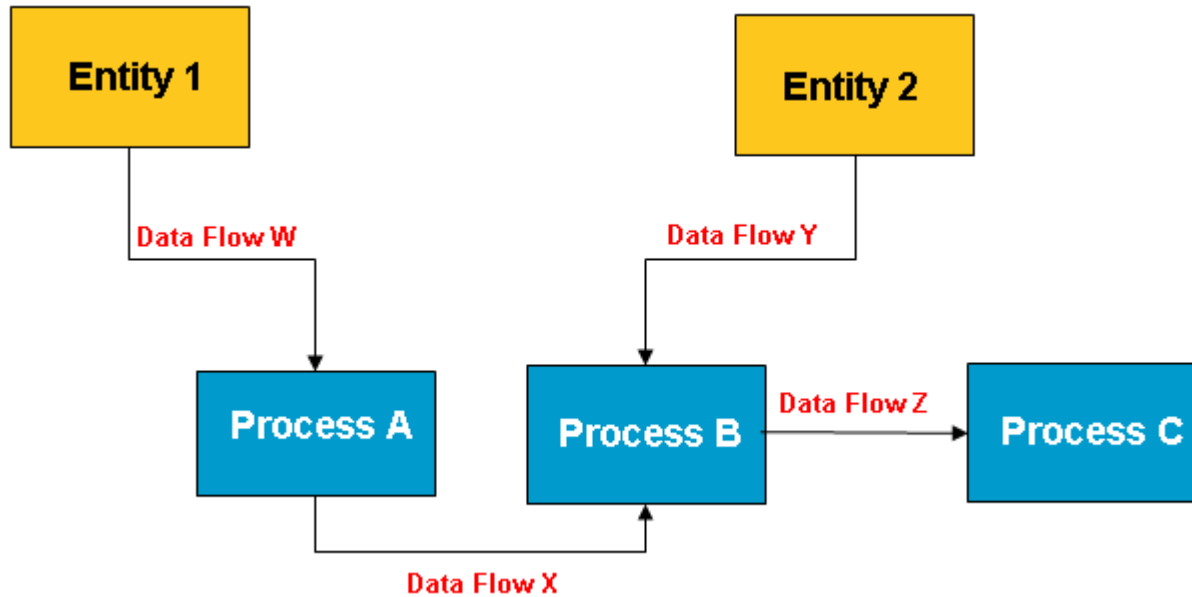 Entity 1
Entity 2
Data Flow W
Data Flow Y
Process A
Process B
Data Flow Z
Process C
Data Flow X